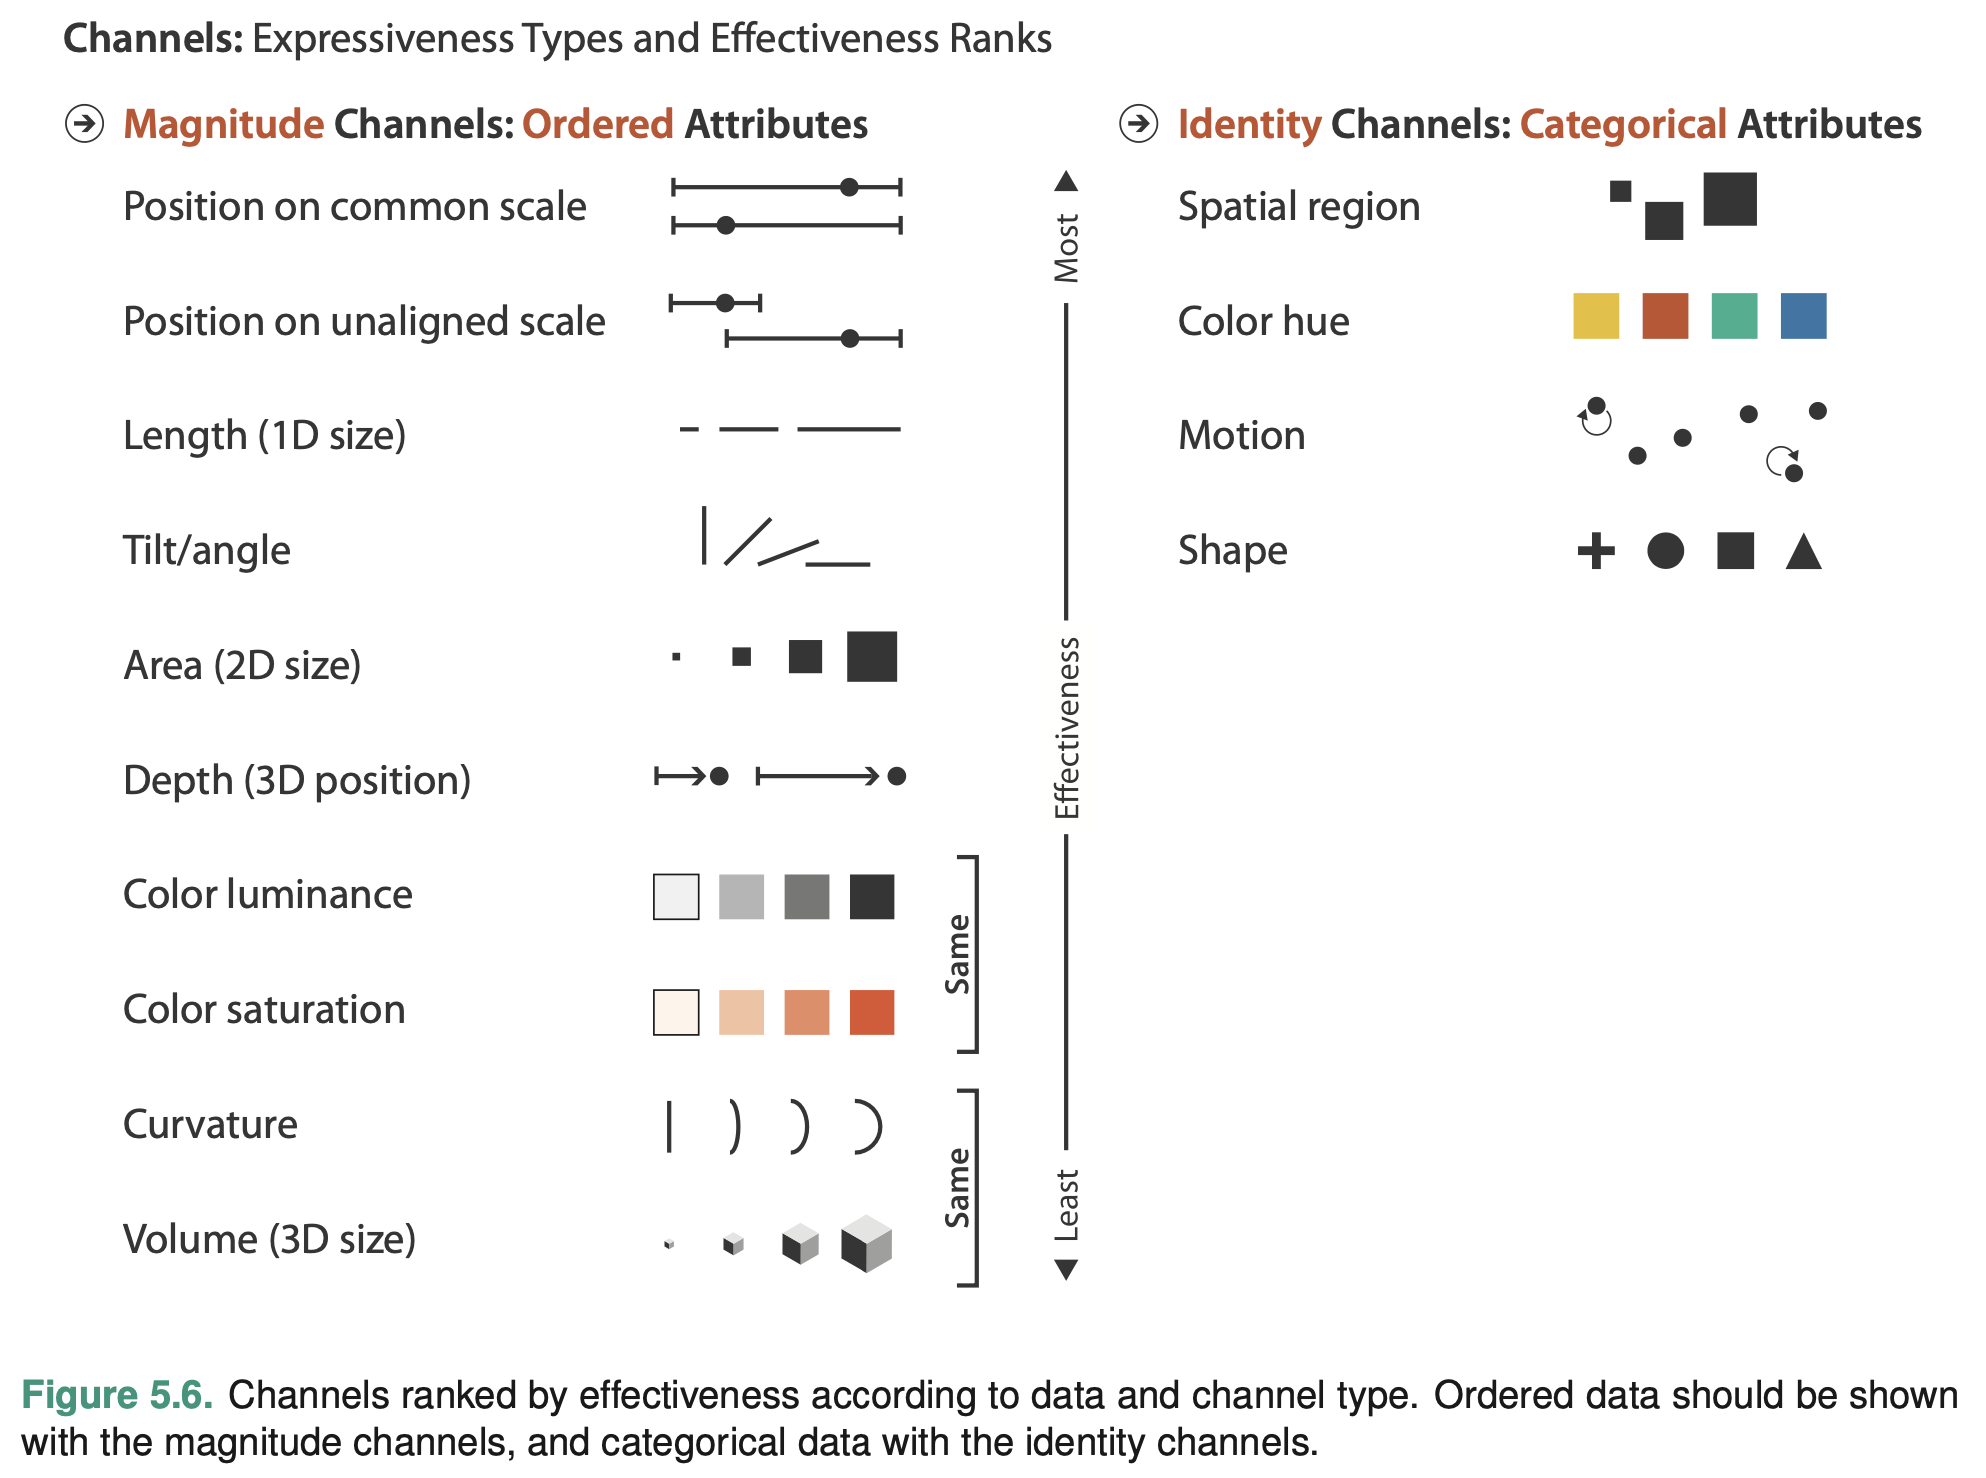 Channels: Expressiveness Types and Effectiveness Ranks
Magnitude Channels: Ordered Attributes
Position on common scale
Position on unaligned scale
Length (1D size)
Tilt/angle
Area (2D size)
Depth (3D position)
Color luminance
Color saturation
Curvature
Volume (3D size)
Same
Same
Most
Effectiveness
Least
Identity Channels: Categorical Attributes
Spatial region
Color hue
Motion
Shape
Figure 5.6. Channels ranked by effectiveness according to data and channel type. Ordered data should be shown
with the magnitude channels, and categorical data with the identity channels.